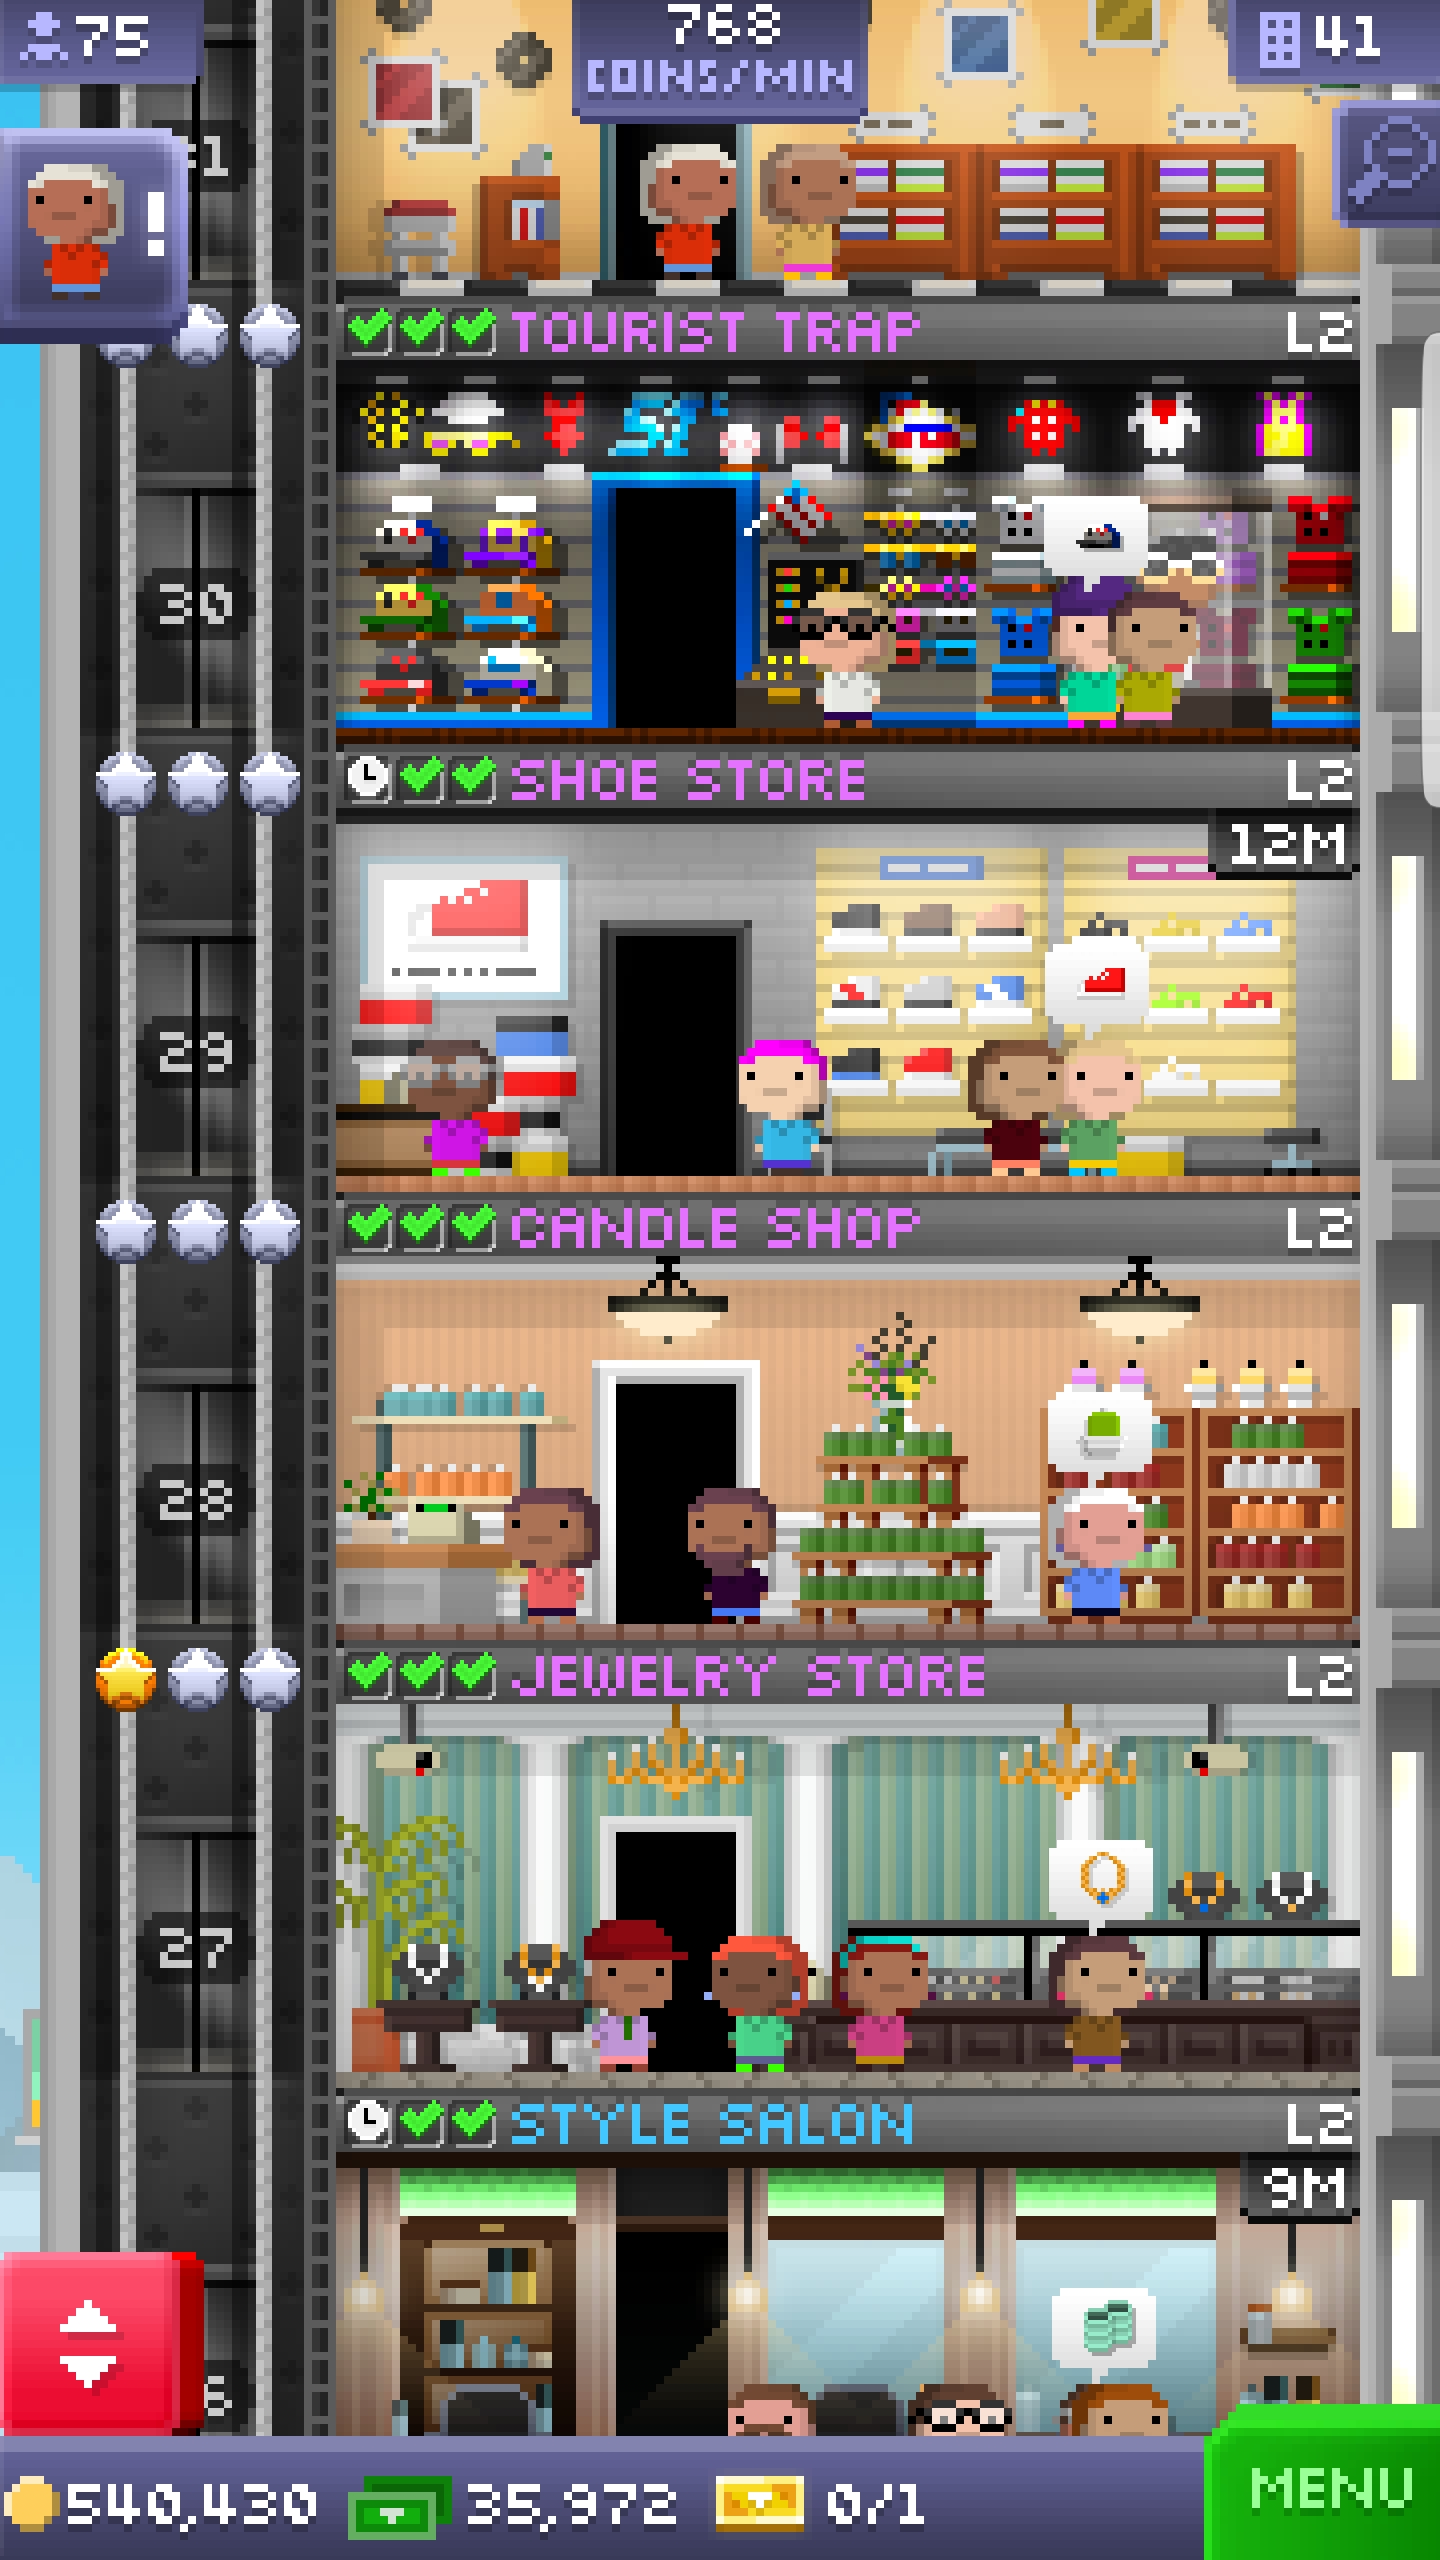 75
768
COINS/MIN
41
!
TOURIST TRAP
L2
30
SHOE STORE
L2
12M
29
CANDLE SHOP
L2
28
JEWELRY STORE
L2
27
STYLE SALON
L2
9M
540,430
35,972
0/1
MENU